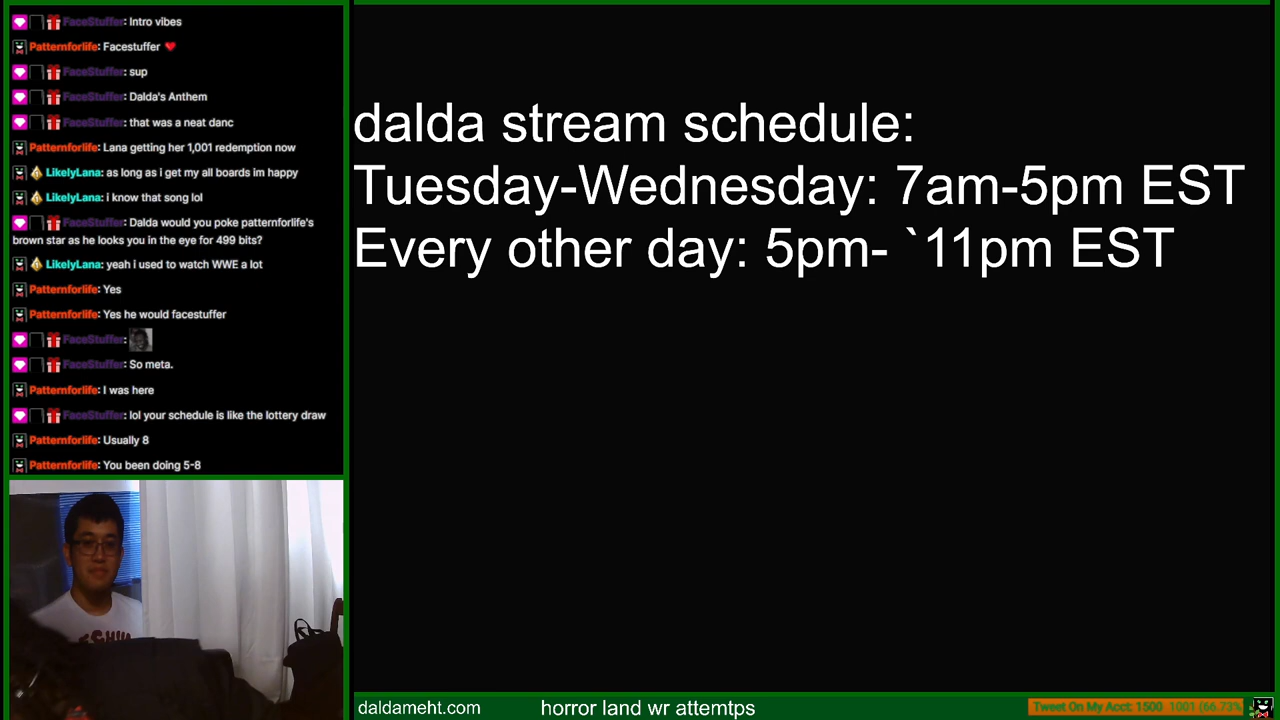 FaceStuffer: Intro vibes
Patternforlife: Facestuffer
FaceStuffer: sup
FaceStuffer: Dalda's Anthem
FaceStuffer: that was a neat danc
Patternforlife: Lana getting her 1,001 redemption now
LikelyLana: as long as i get my all boards im happy
LikelyLana: i know that song lol
FaceStuffer: Dalda would you poke patternforlife's
brown star as he looks you in the eye for 499 bits?
LikelyLana: yeah i used to watch WWE a lot
Patternforlife: Yes
Patternforlife: Yes he would facestuffer
FaceStuffer:
FaceStuffer: So meta.
Patternforlife: I was here
FaceStuffer: lol your schedule is like the lottery draw
Patternforlife: Usually 8
Patternforlife: You been doing 5-8
dalda stream schedule:
Tuesday-Wednesday: 7am-5pm EST
Every other day: 5pm- `11pm EST
daldameht.com
horror land wr attemtps
Tweet On My Acct: 1500 1001 (66.73%